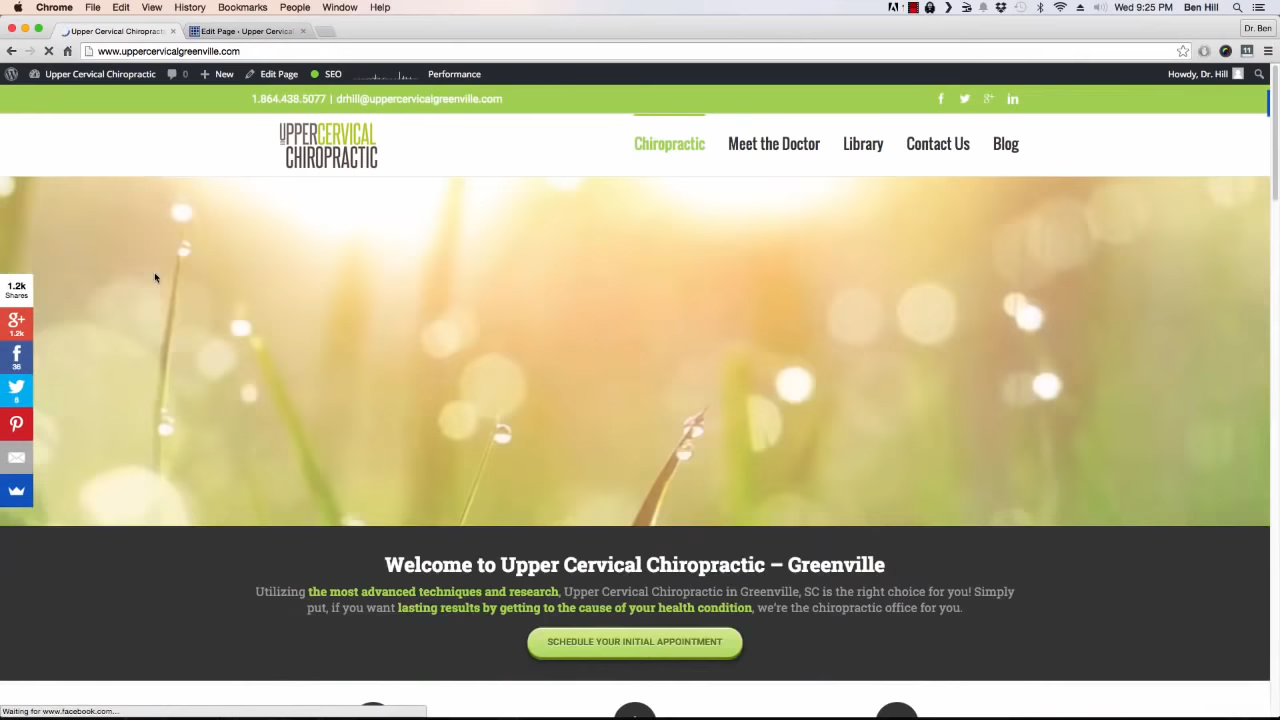 Chrome File Edit View History Bookmarks People Window Help
Wed 9:25 PM Ben Hill
Upper Cervical Chiropract
Edit Page ‹ Upper Cervical
Dr. Ben
www.uppercervicalgreenville.com
11
Upper Cervical Chiropractic 0 New Edit Page SEO Performance
Howdy, Dr. Hill
1.864.438.5077 | drhill@uppercervicalgreenville.com
UPPERCERVICAL
CHIROPRACTIC
Chiropractic Meet the Doctor Library Contact Us Blog
1.2k
Shares
1.2k
36
Welcome to Upper Cervical Chiropractic – Greenville
Utilizing the most advanced techniques and research, Upper Cervical Chiropractic in Greenville, SC is the right choice for you! Simply
put, if you want lasting results by getting to the cause of your health condition, we're the chiropractic office for you.
SCHEDULE YOUR INITIAL APPOINTMENT
Waiting for www.facebook.com...